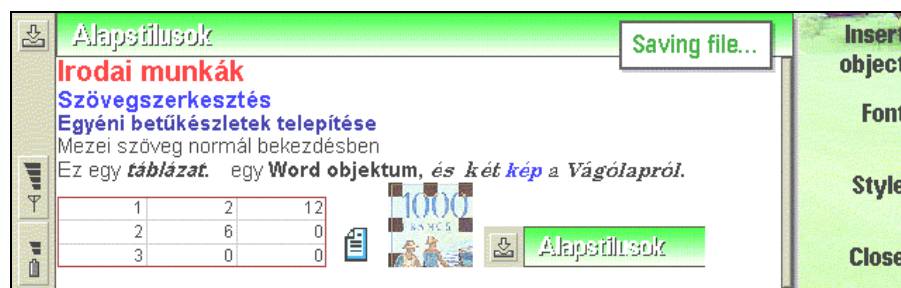 Alapstílusok
Saving file...
Irodai munkák
Szövegszerkesztés
Egyéni betűkészletek telepítése
Mezei szöveg normál bekezdésben
Ez egy táblázat. egy Word objektum, és két kép a Vágólapról.
1 2 12
2 6 0
3 0 0
1000
Alapstílusok
Insert
object
Font
Style
Close